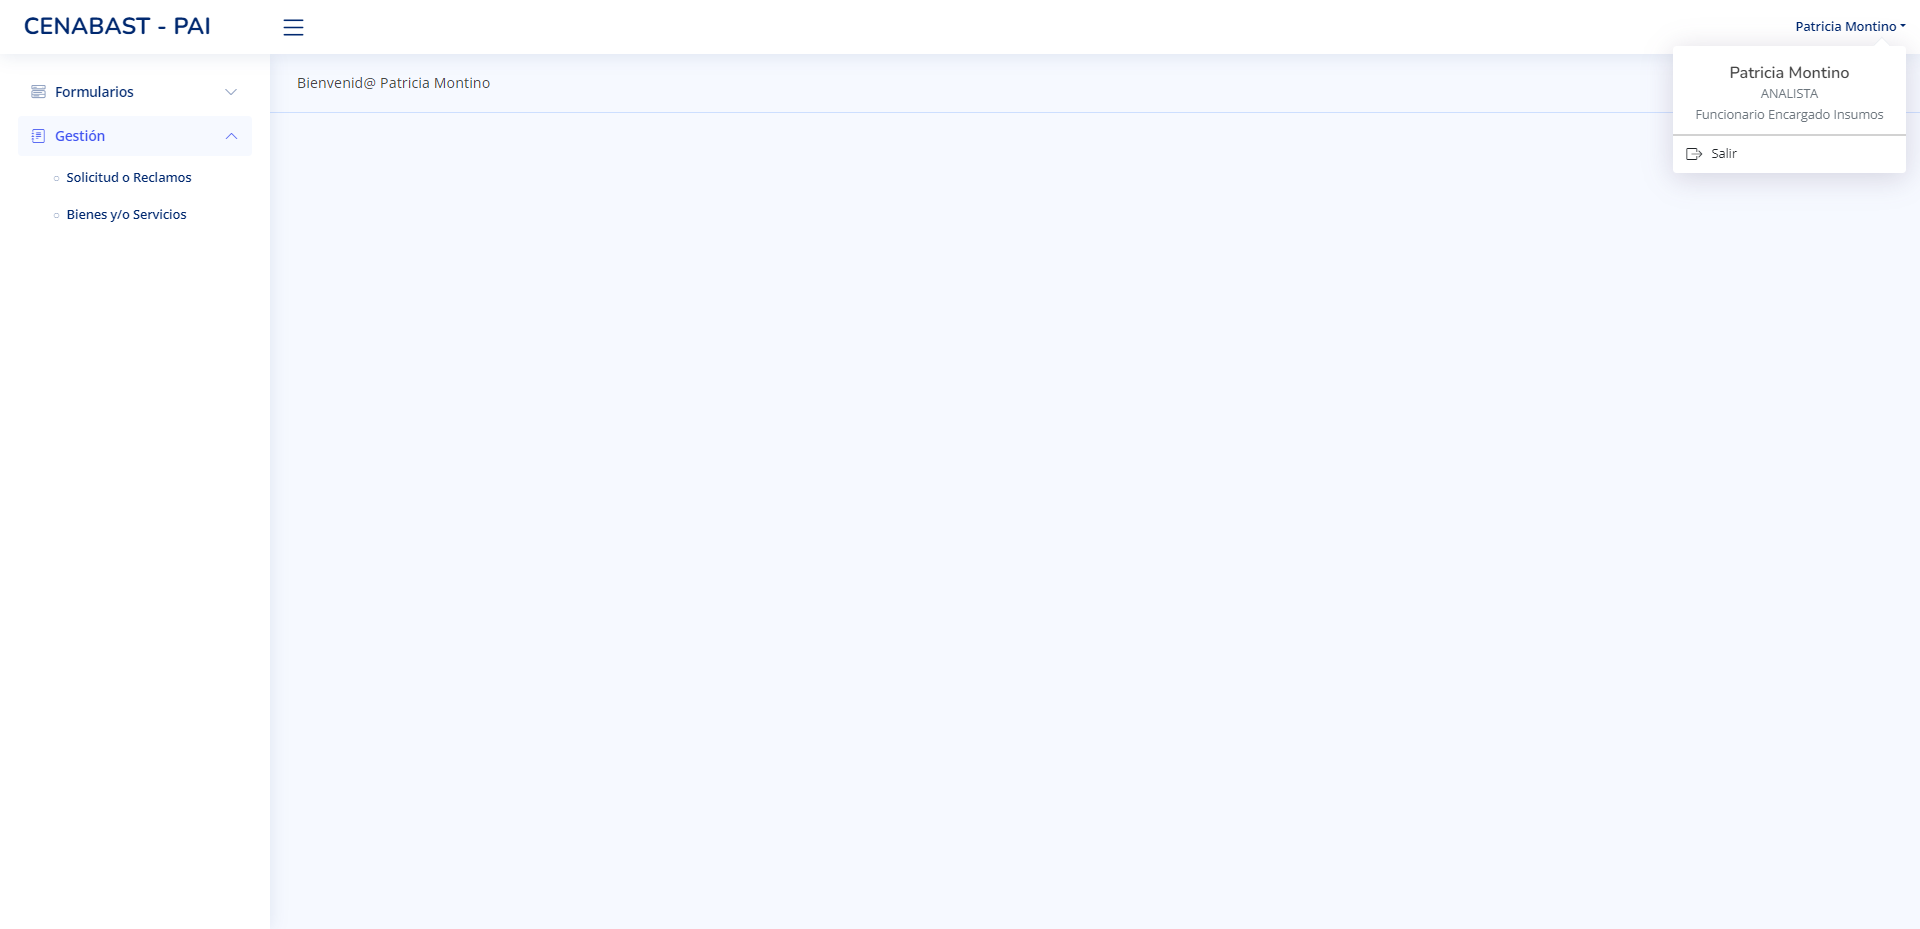 CENABAST - PAI
Patricia Montino
Patricia Montino
ANALISTA
Funcionario Encargado Insumos
Salir
Formularios
Gestión
Solicitud o Reclamos
Bienes y/o Servicios
Bienvenid@ Patricia Montino